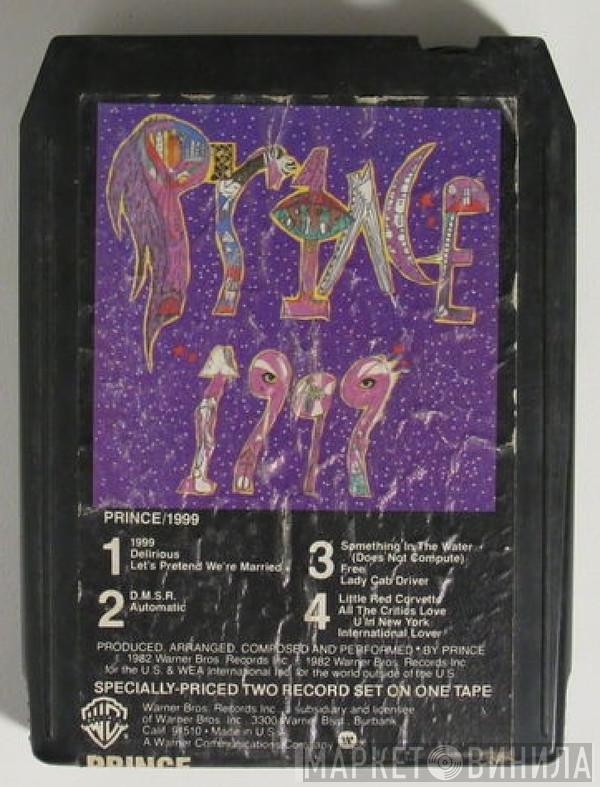 PRINCE
1999
PRINCE/1999
1
1999
Delirious
Let's Pretend We're Married
2
D.M.S.R.
Automatic
3
Something In The Water
(Does Not Compute)
Free
Lady Cab Driver
4
Little Red Corvette
All The Critics Love
U In New York
International Lover
PRODUCED, ARRANGED, COMPOSED AND PERFORMED * BY PRINCE
1982 Warner Bros. Records Inc. 1982 Warner Bros. Records Inc.
for the U.S. & WEA International Inc. for the world outside of the U.S.
SPECIALLY-PRICED TWO RECORD SET ON ONE TAPE
Warner Bros. Records Inc., a subsidiary and licensee
of Warner Bros. Inc. 3300 Warner Blvd., Burbank,
Calif. 91510 • Made in U.S.A.
A Warner Communications Company
PRINCE
МАРКЕТ ВИНИЛА